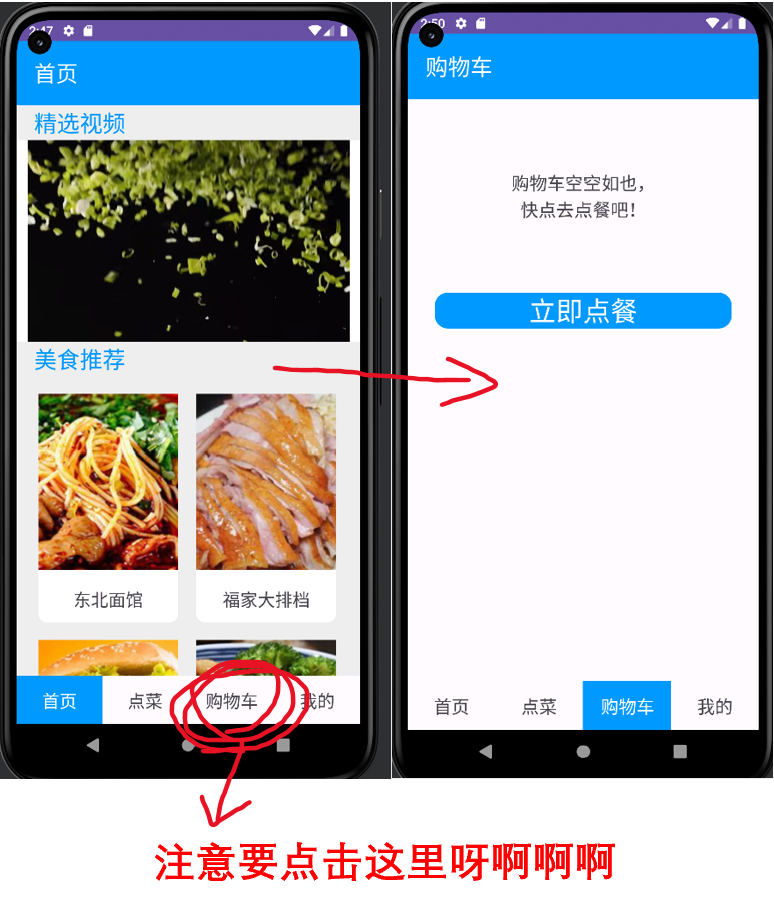 2:47
首页
精选视频
美食推荐
东北面馆
福家大排档
首页 点菜 购物车 我的
2:50
购物车
购物车空空如也，
快点去点餐吧！
立即点餐
首页 点菜 购物车 我的
注意要点击这里呀啊啊啊